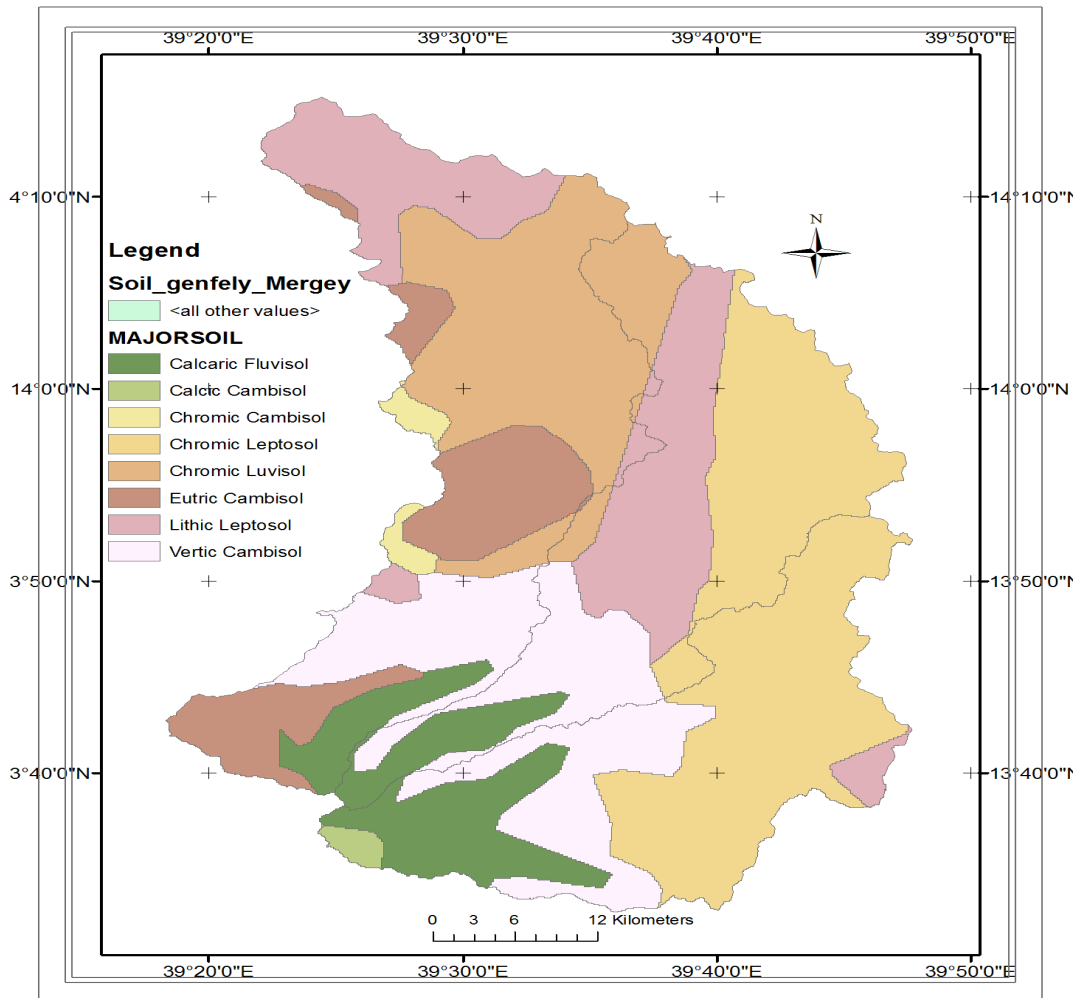 39°20'0"E 39°30'0"E 39°40'0"E 39°50'0"E
4°10'0"N 14°10'0"N
N
Legend
Soil_genfely_Mergey
<all other values>
MAJORSOIL
Calcaric Fluvisol
14°0'0"N 14°0'0"N
Calcic Cambisol
Chromic Cambisol
Chromic Leptosol
Chromic Luvisol
Eutric Cambisol
Lithic Leptosol
Vertic Cambisol
3°50'0"N 13°50'0"N
3°40'0"N 13°40'0"N
0 3 6 12 Kilometers
39°20'0"E 39°30'0"E 39°40'0"E 39°50'0"E